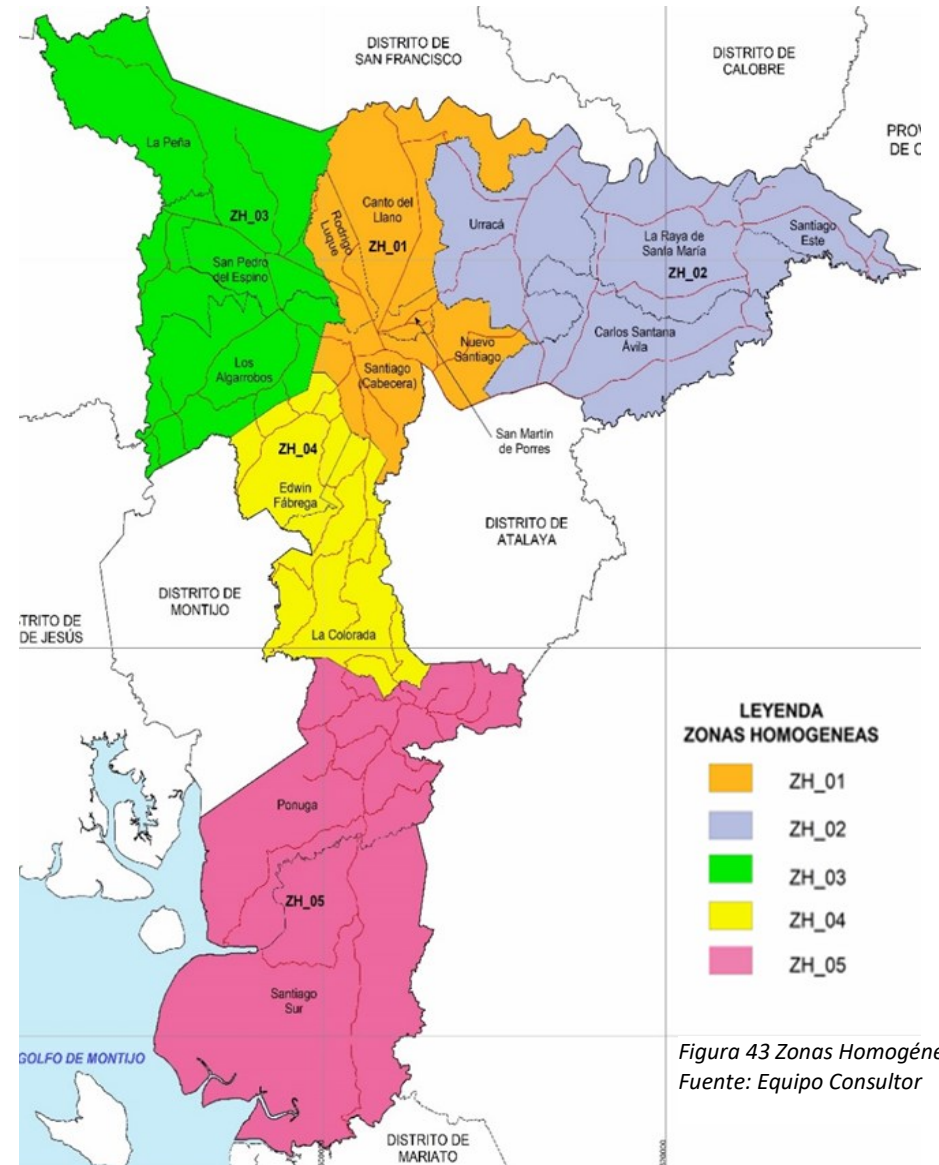 DISTRITO DE
SAN FRANCISCO
DISTRITO DE
CALOBRE
PROV
DE C
La Peña
ZH_03
San Pedro
del Espino
Los
Algarrobos
Canto del
Llano
Rodrigo
Luque
ZH_01
Urracá
La Raya de
Santa María
ZH_02
Santiago
Este
Carlos Santana
Ávila
Nuevo
Santiago
Santiago
(Cabecera)
San Martín
de Porres
ZH_04
Edwin
Fábrega
DISTRITO DE
ATALAYA
DISTRITO DE
MONTIJO
TRITO DE
DE JESÚS
La Colorada
LEYENDA
ZONAS HOMOGENEAS
ZH_01
ZH_02
ZH_03
ZH_04
ZH_05
Ponuga
ZH_05
Santiago
Sur
GOLFO DE MONTIJO
Figura 43 Zonas Homogéne
Fuente: Equipo Consultor
DISTRITO DE
MARIATO